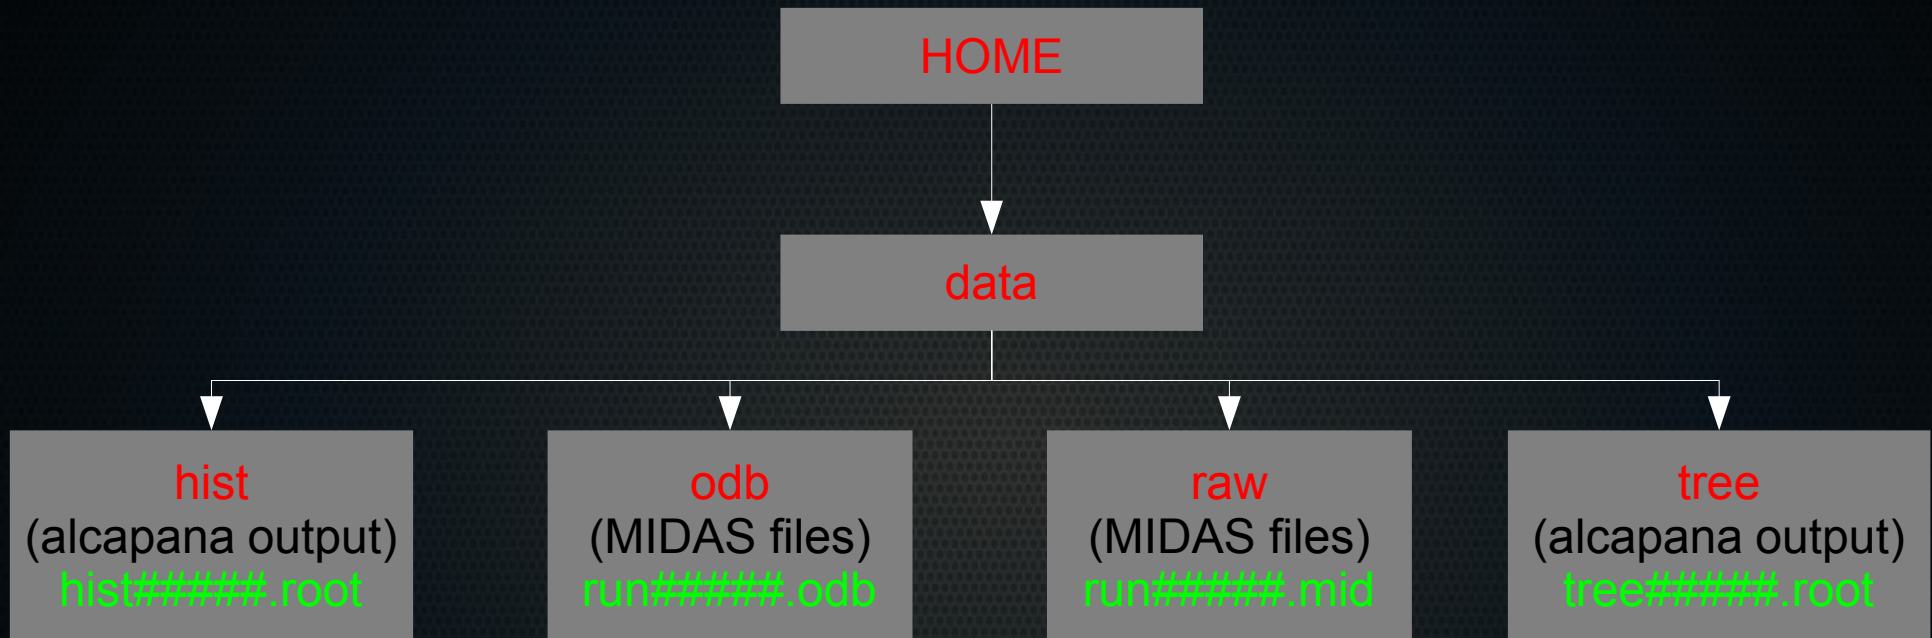 HOME
data
hist
(alcapana output)
hist#####.root
odb
(MIDAS files)
run#####.odb
raw
(MIDAS files)
run#####.mid
tree
(alcapana output)
tree#####.root